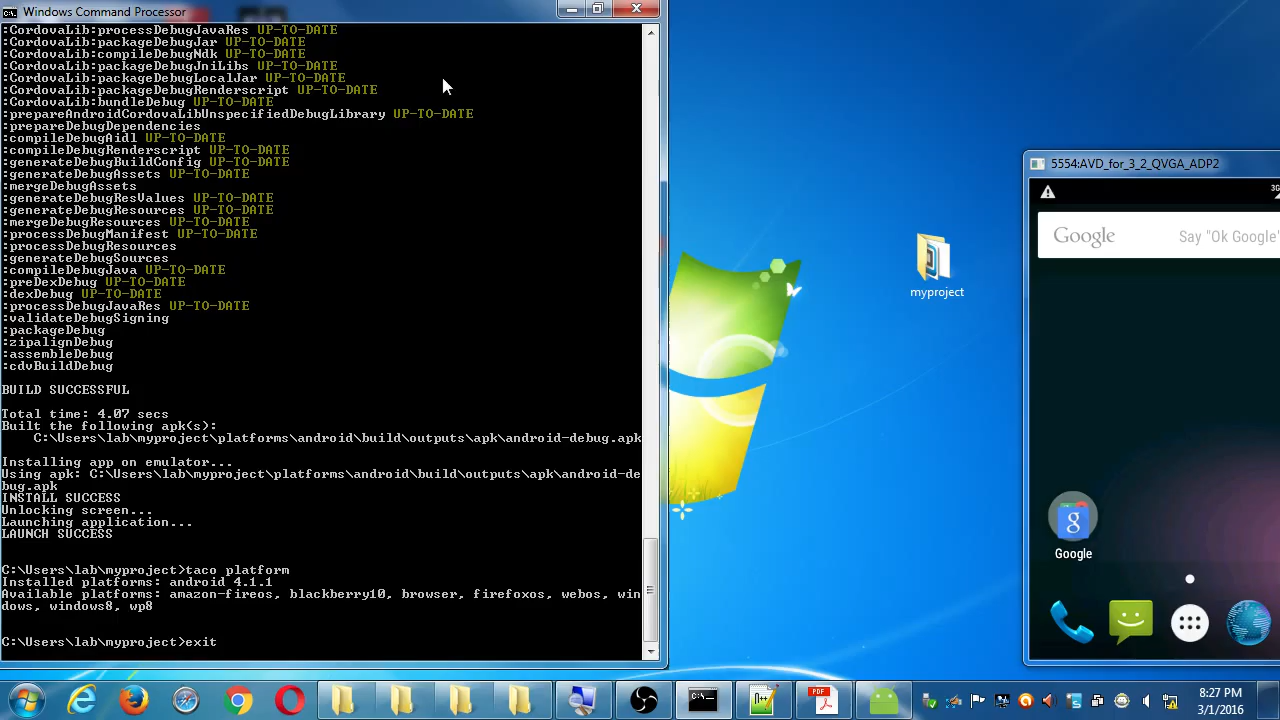 Windows Command Processor
:CordovaLib:processDebugJavaRes UP-TO-DATE
:CordovaLib:packageDebugJar UP-TO-DATE
:CordovaLib:compileDebugNdk UP-TO-DATE
:CordovaLib:packageDebugJniLibs UP-TO-DATE
:CordovaLib:packageDebugLocalJar UP-TO-DATE
:CordovaLib:packageDebugRenderscript UP-TO-DATE
:CordovaLib:bundleDebug UP-TO-DATE
:prepareAndroidCordovaLibUnspecifiedDebugLibrary UP-TO-DATE
:prepareDebugDependencies
:compileDebugAidl UP-TO-DATE
:compileDebugRenderscript UP-TO-DATE
:generateDebugBuildConfig UP-TO-DATE
:generateDebugAssets UP-TO-DATE
:mergeDebugAssets
:generateDebugResValues UP-TO-DATE
:generateDebugResources UP-TO-DATE
:mergeDebugResources UP-TO-DATE
:processDebugManifest UP-TO-DATE
:processDebugResources
:generateDebugSources
:compileDebugJava UP-TO-DATE
:preDexDebug UP-TO-DATE
:dexDebug UP-TO-DATE
:processDebugJavaRes UP-TO-DATE
:validateDebugSigning
:packageDebug
:zipalignDebug
:assembleDebug
:cdvBuildDebug
BUILD SUCCESSFUL
Total time: 4.07 secs
Built the following apk(s):
C:\Users\lab\myproject\platforms\android\build\outputs\apk\android-debug.apk
Installing app on emulator...
Using apk: C:\Users\lab\myproject\platforms\android\build\outputs\apk\android-de
bug.apk
INSTALL SUCCESS
Unlocking screen...
Launching application...
LAUNCH SUCCESS
C:\Users\lab\myproject>taco platform
Installed platforms: android 4.1.1
Available platforms: amazon-fireos, blackberry10, browser, firefoxos, webos, win
dows, windows8, wp8
C:\Users\lab\myproject>exit
myproject
5554:AVD_for_3_2_QVGA_ADP2
3G
Google
Say "Ok Google"
Google
PDF
8:27 PM
3/1/2016